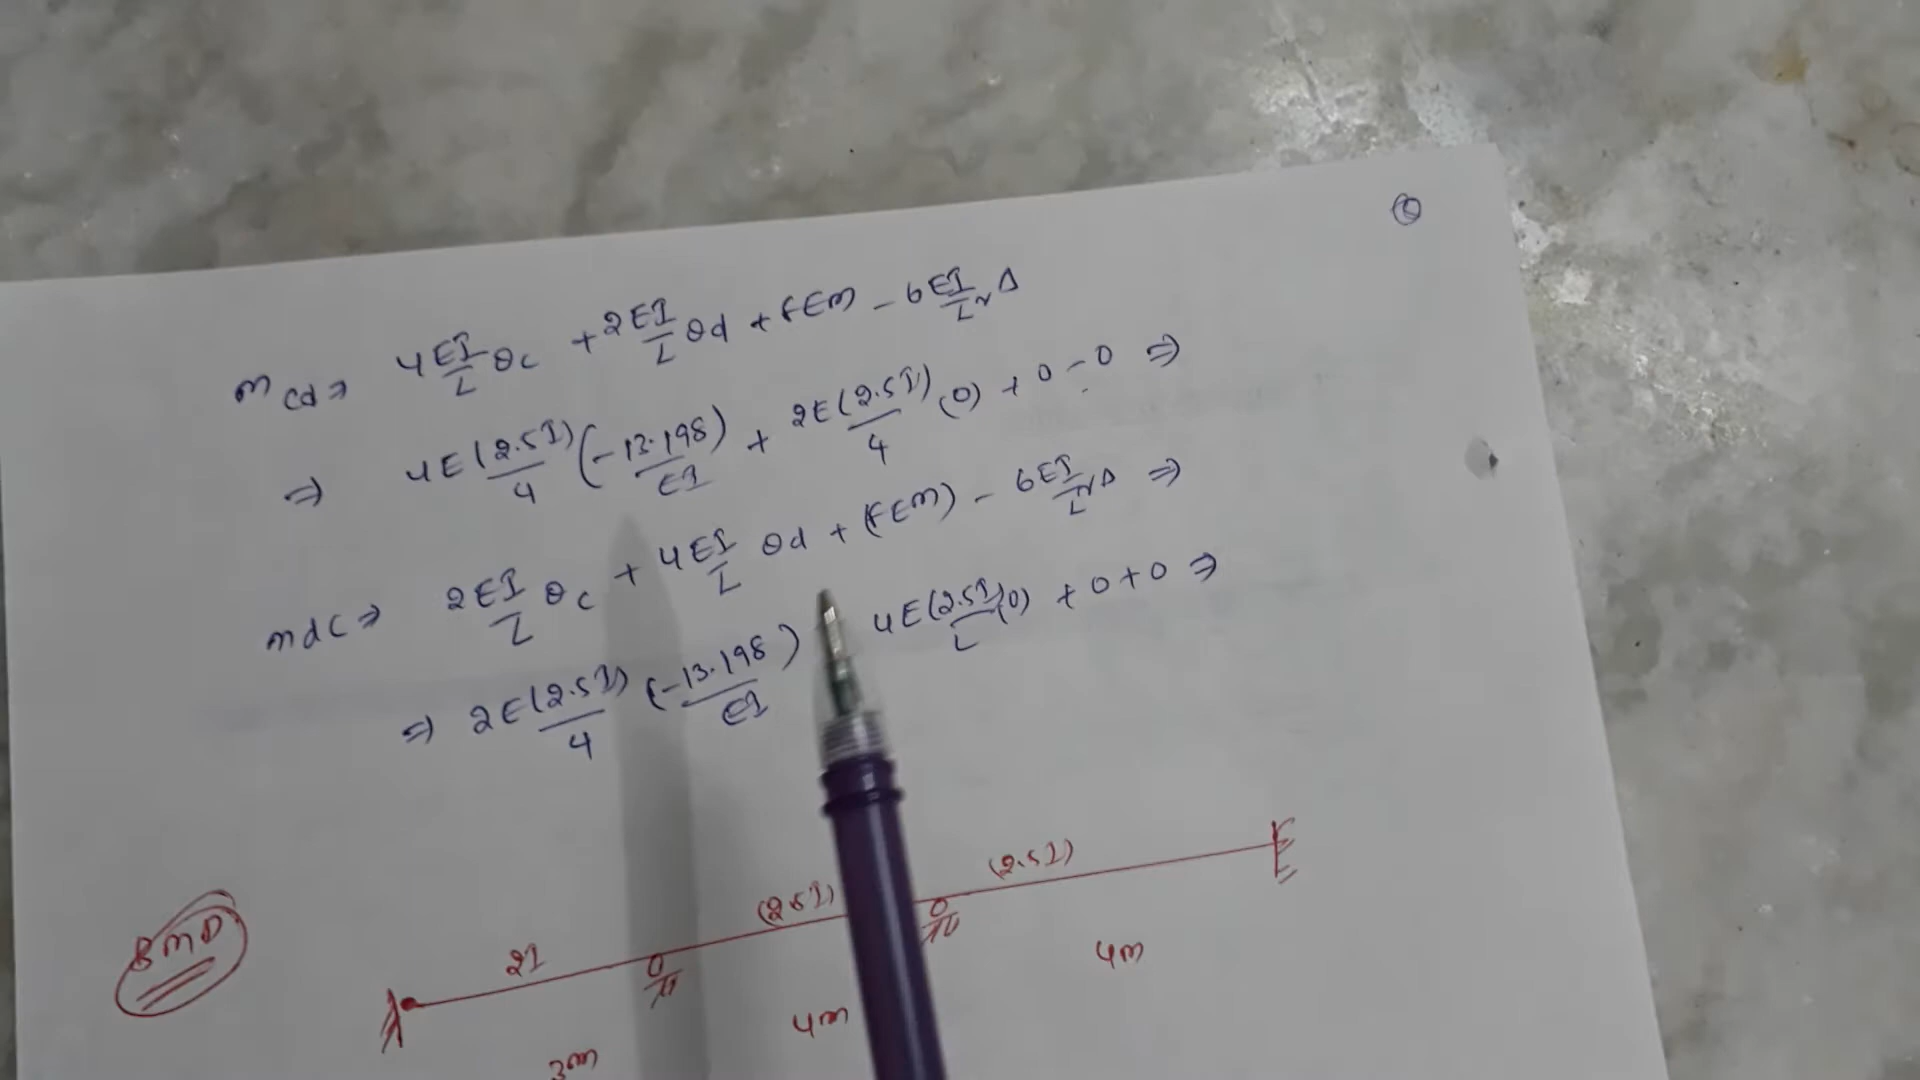 mcd ⇒ 4EI/L θc + 2EI/L θd + FEM - 6EI/L² Δ
⇒ 4E(2.5I)/4 (-13.198/EI) + 2E(2.5I)/4 (0) + 0 - 0 ⇒
mdc ⇒ 2EI/L θc + 4EI/L θd + (FEM) - 6EI/L² Δ ⇒
⇒ 2E(2.5I)/4 (-13.198/EI) 4E(2.5I)/L (0) + 0 + 0 ⇒
BMD
2I (2.5I) (2.5I)
3m 4m 4m